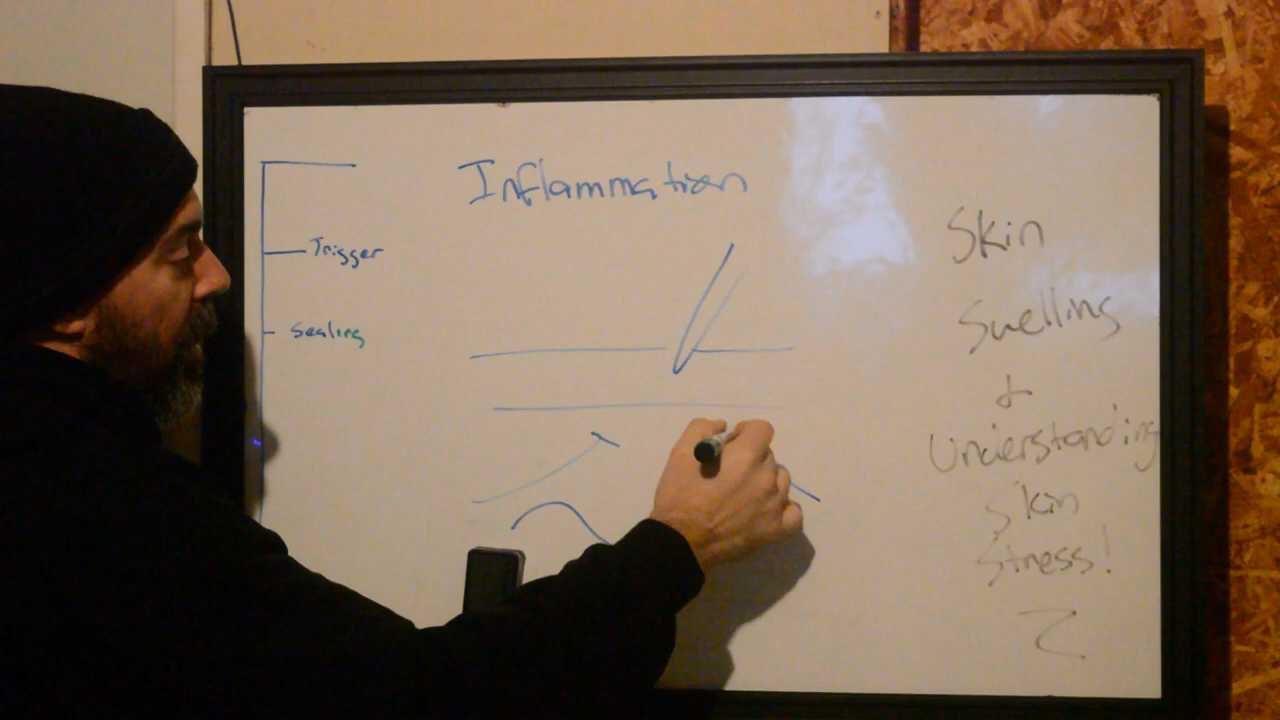 Inflammation
Trigger
Sealing
Skin
Swelling
&
Understanding
Skin
Stress!